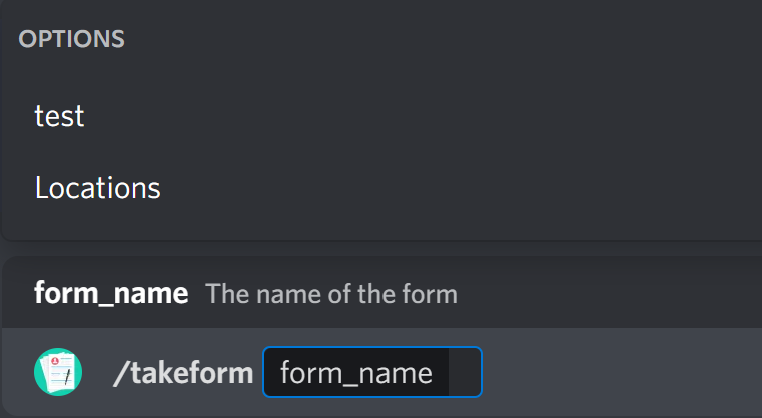 OPTIONS
test
Locations
form_name The name of the form
/takeform form_name